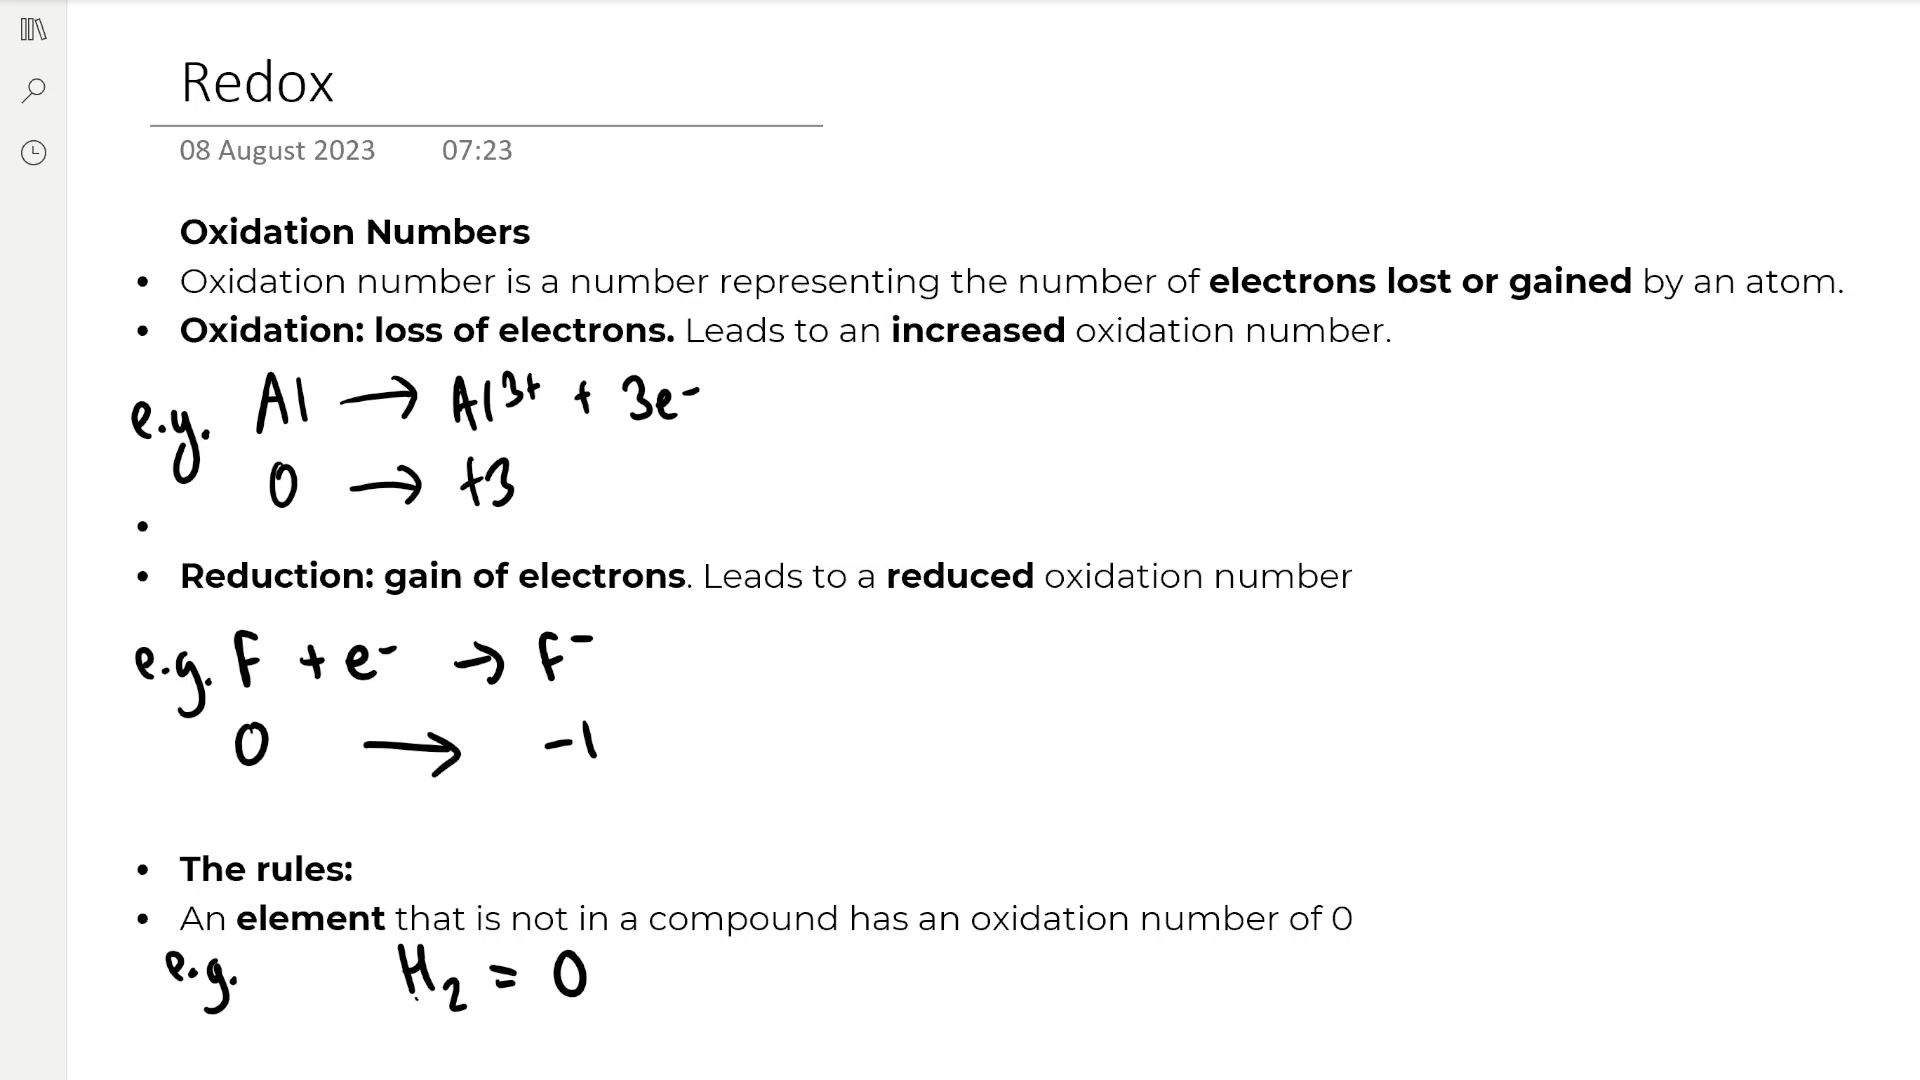 Redox
08 August 2023 07:23
Oxidation Numbers
• Oxidation number is a number representing the number of electrons lost or gained by an atom.
• Oxidation: loss of electrons. Leads to an increased oxidation number.
e.g. Al → Al³⁺ + 3e⁻
0 → +3
•
• Reduction: gain of electrons. Leads to a reduced oxidation number
e.g. F + e⁻ → F⁻
0 → -1
• The rules:
• An element that is not in a compound has an oxidation number of 0
e.g. H₂ = 0